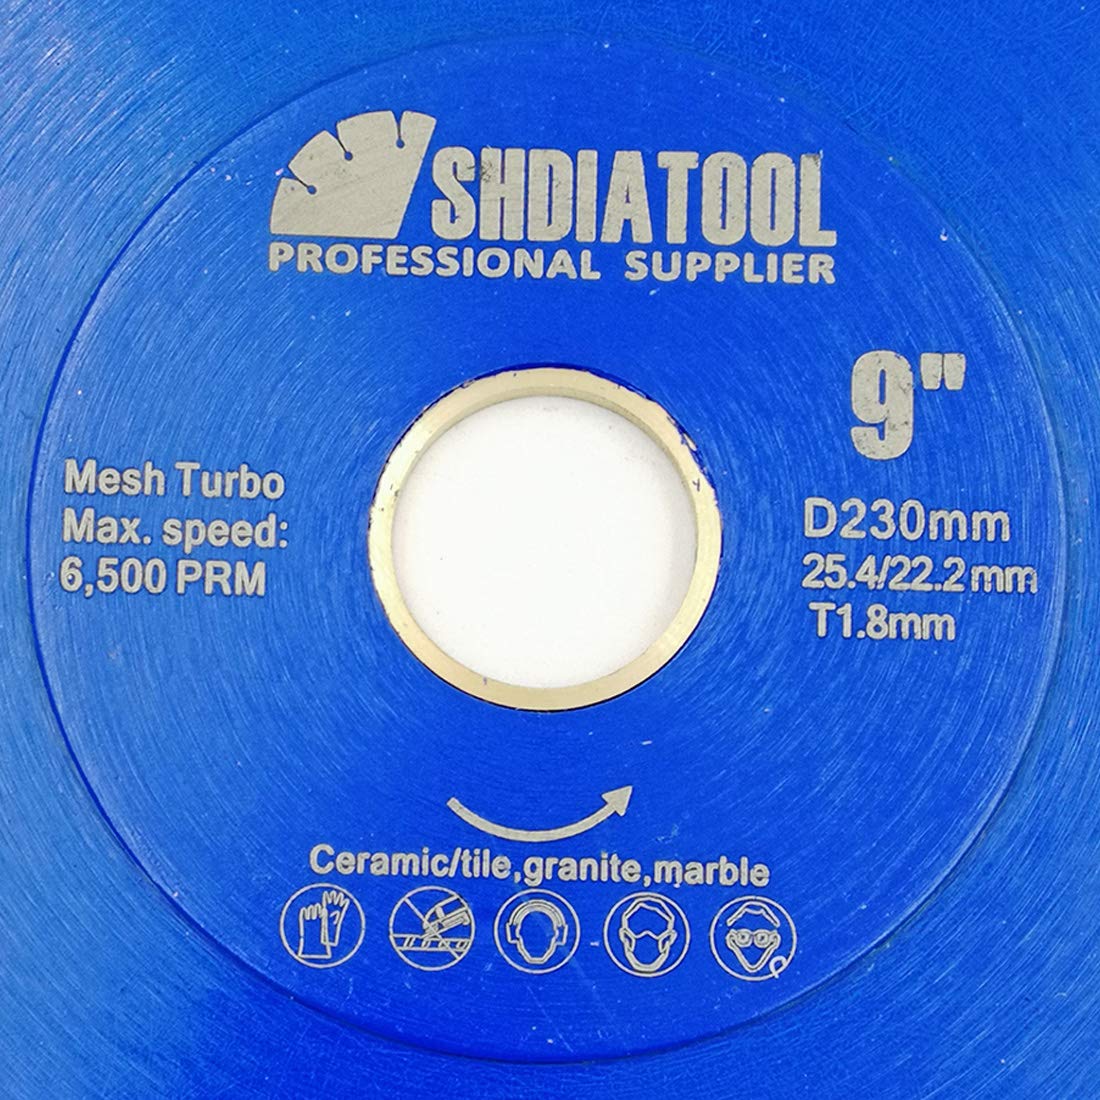 SHDIATOOL
PROFESSIONAL SUPPLIER
9"
Mesh Turbo
Max. speed:
6,500 PRM
D230mm
25.4/22.2mm
T1.8mm
Ceramic/tile,granite,marble